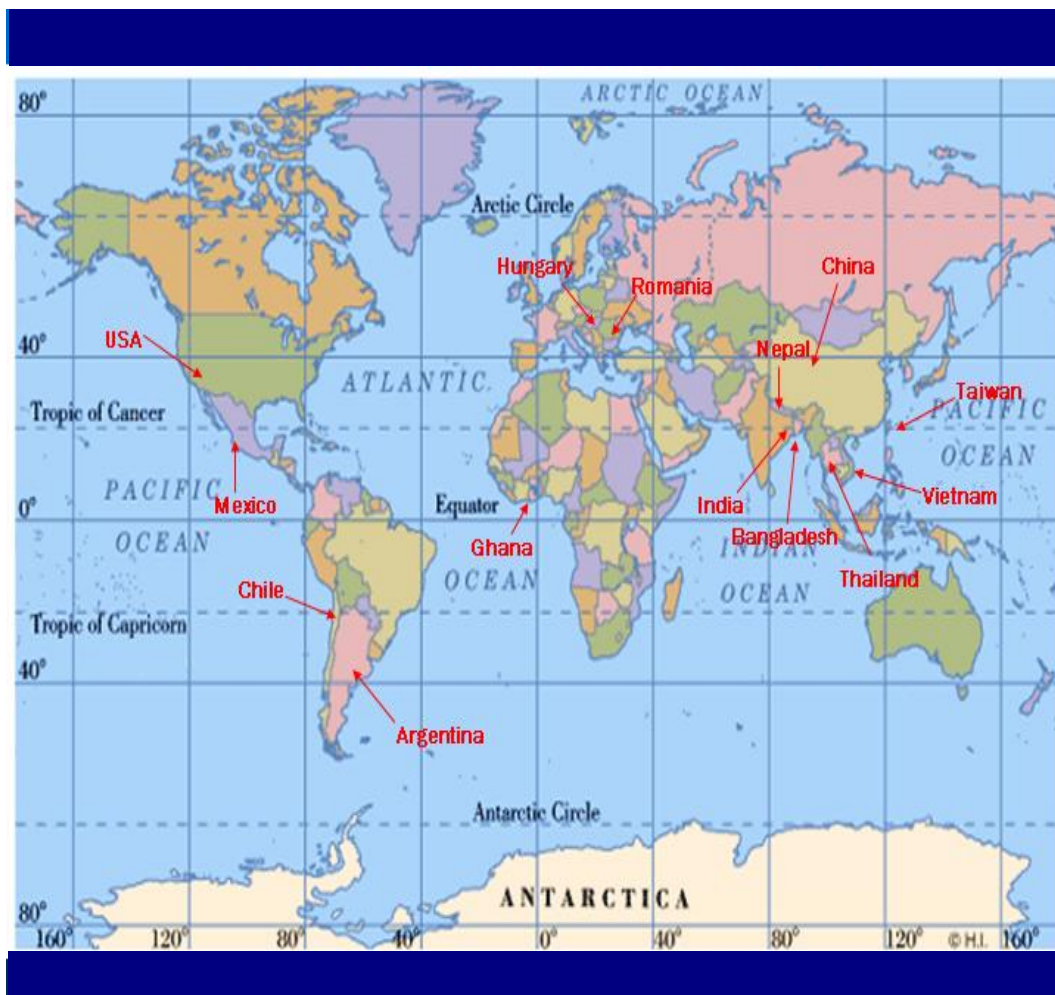 ARCTIC OCEAN
80°
Arctic Circle
Hungary
Romania
China
USA
40°
Nepal
ATLANTIC
Taiwan
Tropic of Cancer
PACIFIC
OCEAN
PACIFIC
OCEAN
Mexico
0°
Equator
India
Vietnam
Ghana
Bangladesh
INDIAN
OCEAN
OCEAN
Thailand
Chile
Tropic of Capricorn
40°
Argentina
Antarctic Circle
ANTARCTICA
80°
160° 120° 80° 40° 0° 40° 80° 120° © H.I. 160°